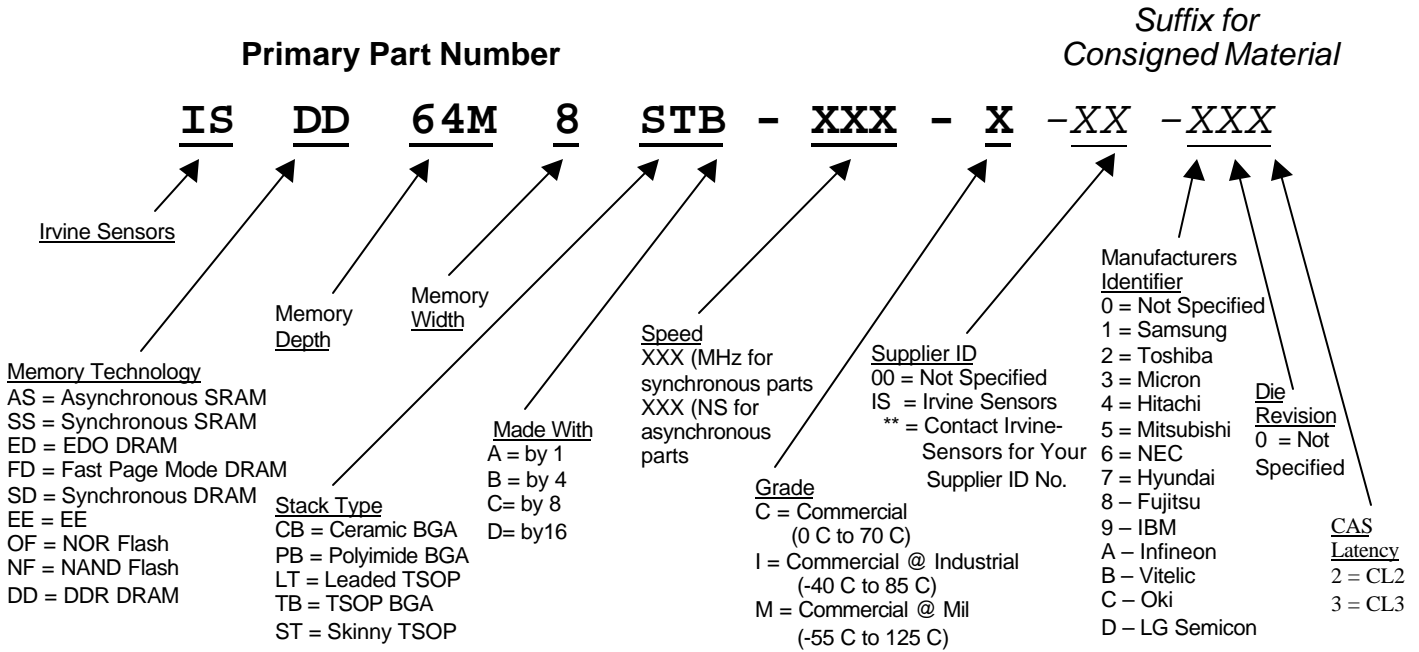 Primary Part Number
Suffix for
Consigned Material
IS DD 64M 8 STB - XXX - X -XX -XXX
Irvine Sensors
Memory Technology
AS = Asynchronous SRAM
SS = Synchronous SRAM
ED = EDO DRAM
FD = Fast Page Mode DRAM
SD = Synchronous DRAM
EE = EE
OF = NOR Flash
NF = NAND Flash
DD = DDR DRAM
Memory
Depth
Memory
Width
Stack Type
CB = Ceramic BGA
PB = Polyimide BGA
LT = Leaded TSOP
TB = TSOP BGA
ST = Skinny TSOP
Made With
A = by 1
B = by 4
C= by 8
D= by16
Speed
XXX (MHz for
synchronous parts
XXX (NS for
asynchronous
parts
Grade
C = Commercial
(0 C to 70 C)
I = Commercial @ Industrial
(-40 C to 85 C)
M = Commercial @ Mil
(-55 C to 125 C)
Supplier ID
00 = Not Specified
IS = Irvine Sensors
** = Contact Irvine-
Sensors for Your
Supplier ID No.
Manufacturers
Identifier
0 = Not Specified
1 = Samsung
2 = Toshiba
3 = Micron
4 = Hitachi
5 = Mitsubishi
6 = NEC
7 = Hyundai
8 – Fujitsu
9 – IBM
A – Infineon
B – Vitelic
C – Oki
D – LG Semicon
Die
Revision
0 = Not
Specified
CAS
Latency
2 = CL2
3 = CL3